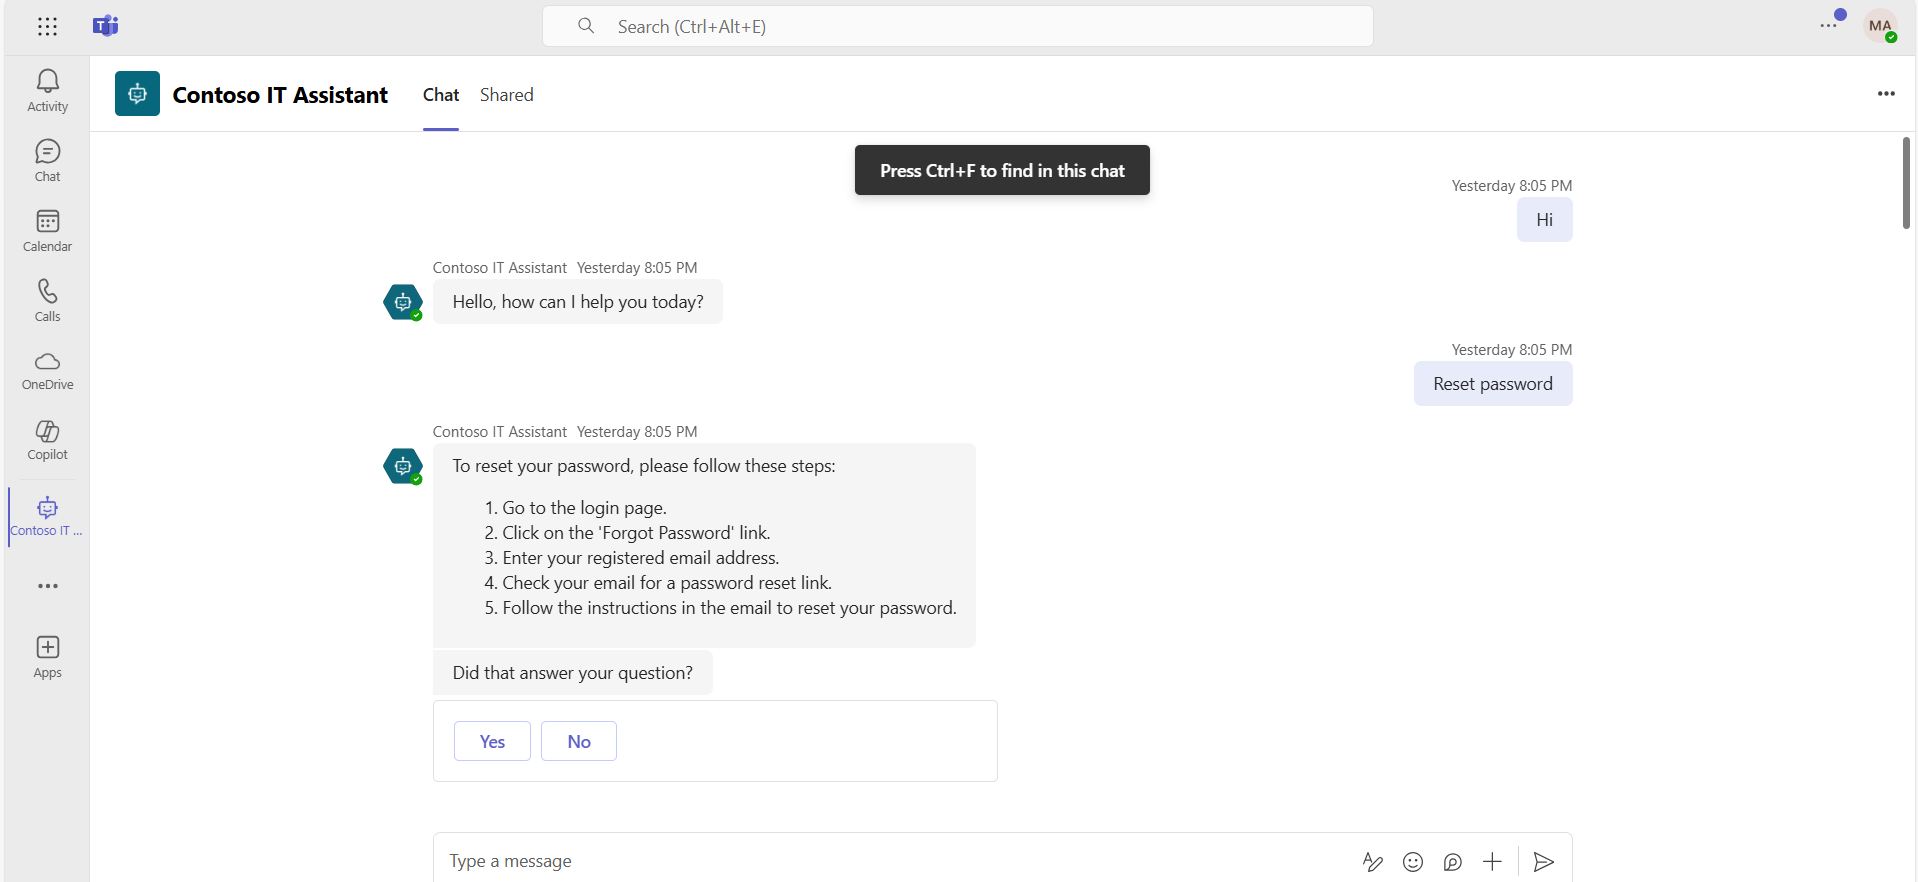 Search (Ctrl+Alt+E)
MA
Activity
Chat
Calendar
Calls
OneDrive
Copilot
Contoso IT ...
Apps
Contoso IT Assistant
Chat
Shared
Press Ctrl+F to find in this chat
Yesterday 8:05 PM
Hi
Contoso IT Assistant Yesterday 8:05 PM
Hello, how can I help you today?
Yesterday 8:05 PM
Reset password
Contoso IT Assistant Yesterday 8:05 PM
To reset your password, please follow these steps:
1. Go to the login page.
2. Click on the 'Forgot Password' link.
3. Enter your registered email address.
4. Check your email for a password reset link.
5. Follow the instructions in the email to reset your password.
Did that answer your question?
Yes
No
Type a message